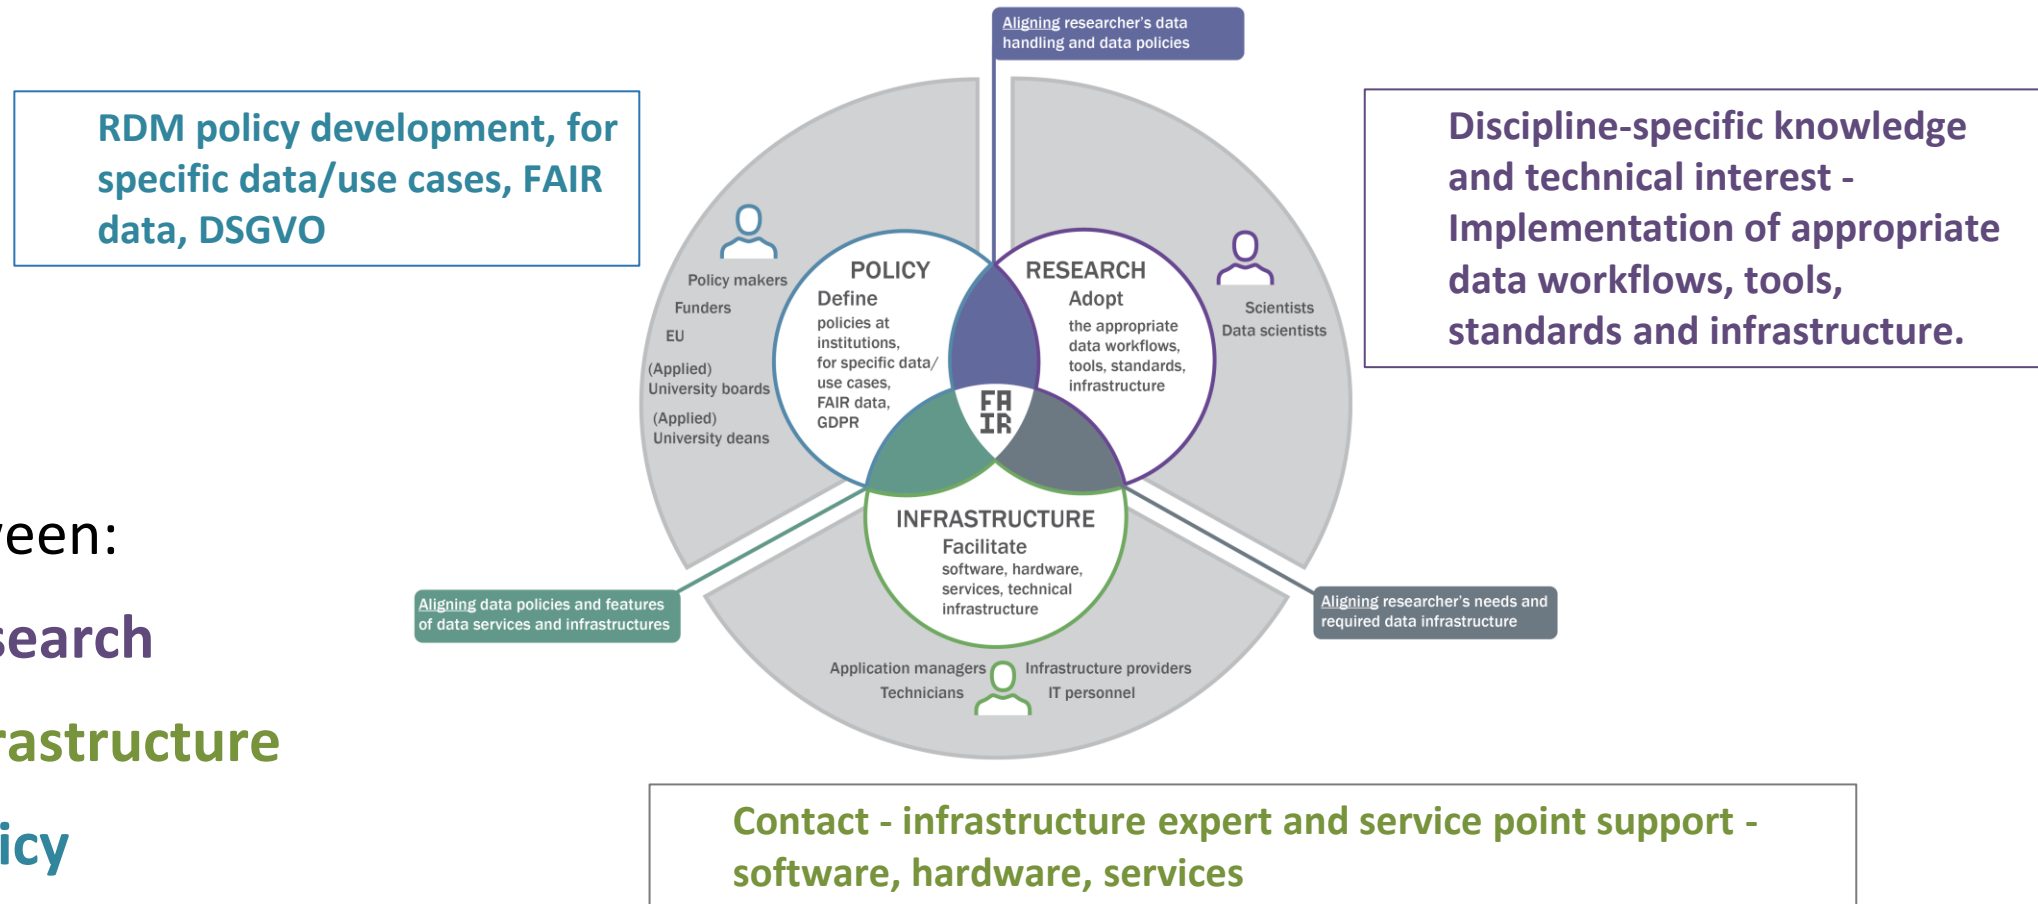 Aligning researcher's data
handling and data policies
RDM policy development, for
specific data/use cases, FAIR
data, DSGVO
Discipline-specific knowledge
and technical interest -
Implementation of appropriate
data workflows, tools,
standards and infrastructure.
Policy makers
Funders
EU
(Applied)
University boards
(Applied)
University deans
POLICY
Define
policies at
institutions,
for specific data/
use cases,
FAIR data,
GDPR
RESEARCH
Adopt
the appropriate
data workflows,
tools, standards,
infrastructure
Scientists
Data scientists
FA
IR
INFRASTRUCTURE
Facilitate
software, hardware,
services, technical
infrastructure
een:
search
rastructure
icy
Aligning data policies and features
of data services and infrastructures
Aligning researcher's needs and
required data infrastructure
Application managers
Technicians
Infrastructure providers
IT personnel
Contact - infrastructure expert and service point support -
software, hardware, services